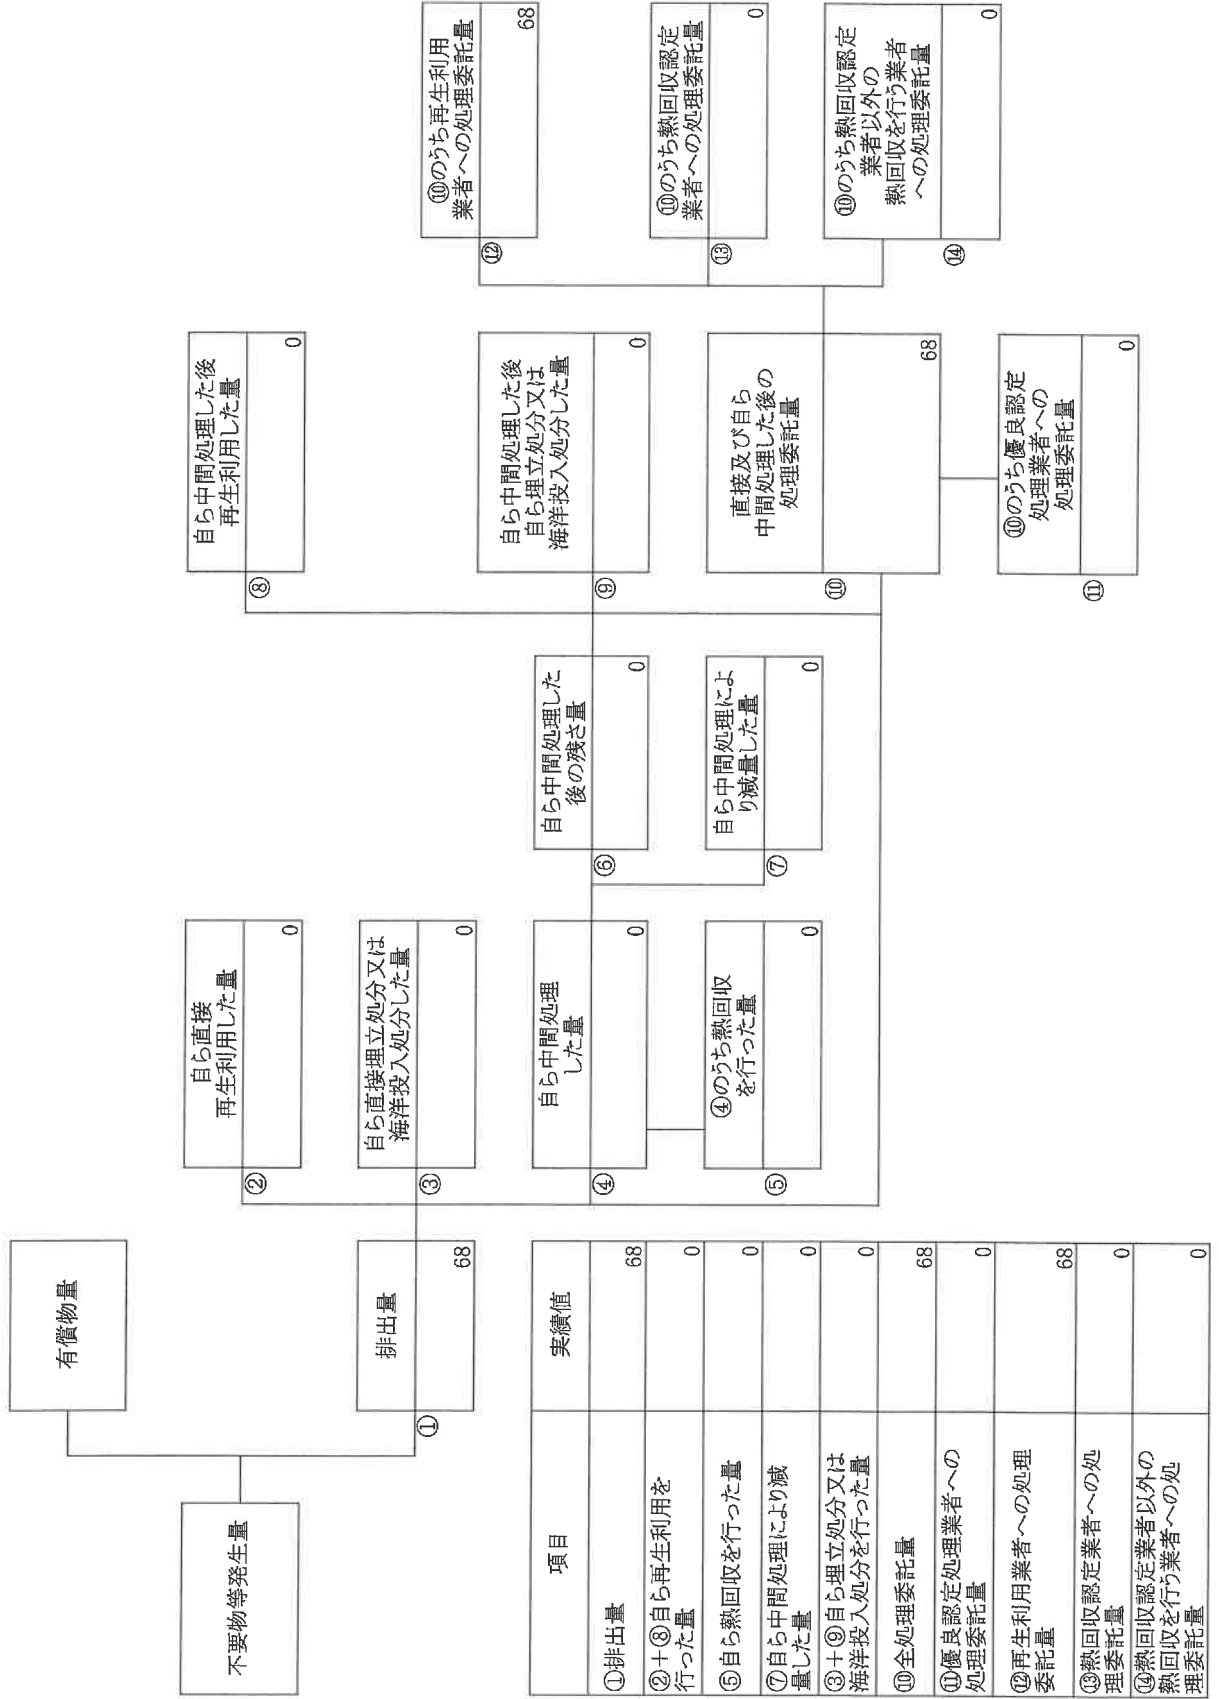 不要物等発生量
有償物量
①
排出量
68
②
自ら直接
再生利用した量
0
③
自ら直接埋立処分又は
海洋投入処分した量
0
④
自ら中間処理
した量
0
⑤
④のうち熱回収
を行った量
0
⑥
自ら中間処理した
後の残さ量
0
⑦
自ら中間処理によ
り減量した量
0
⑧
自ら中間処理した後
再生利用した量
0
⑨
自ら中間処理した後
自ら埋立処分又は
海洋投入処分した量
0
⑩
直接及び自ら
中間処理した後の
処理委託量
68
⑪
⑩のうち優良認定
処理業者への
処理委託量
0
⑫
⑩のうち再生利用
業者への処理委託量
68
⑬
⑩のうち熱回収認定
業者への処理委託量
0
⑭
⑩のうち熱回収認定
業者以外の
熱回収を行う業者
への処理委託量
0
項目 実績値
①排出量 68
②+⑧自ら再生利用を
行った量 0
⑤自ら熱回収を行った量 0
⑦自ら中間処理により減
量した量 0
③+⑨自ら埋立処分又は
海洋投入処分を行った量 0
⑩全処理委託量 68
⑪優良認定処理業者への
処理委託量 0
⑫再生利用業者への処理
委託量 68
⑬熱回収認定業者への処
理委託量 0
⑭熱回収認定業者以外の
熱回収を行う業者への処
理委託量 0